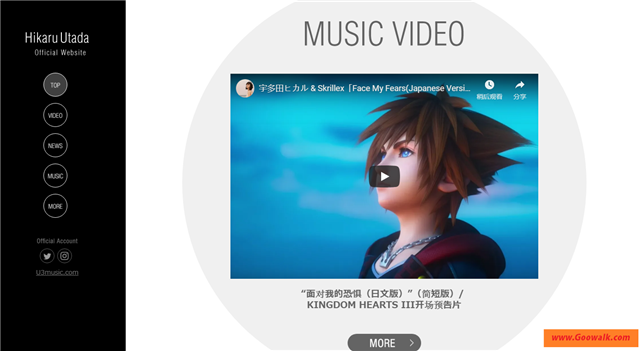 Hikaru Utada
Official Website
TOP
VIDEO
NEWS
MUSIC
MORE
Official Account
U3music.com
MUSIC VIDEO
宇多田ヒカル & Skrillex「Face My Fears(Japanese Versi...
稍后观看
分享
“面对我的恐惧（日文版）”（简短版）/
KINGDOM HEARTS III开场预告片
MORE
www.Goowalk.com